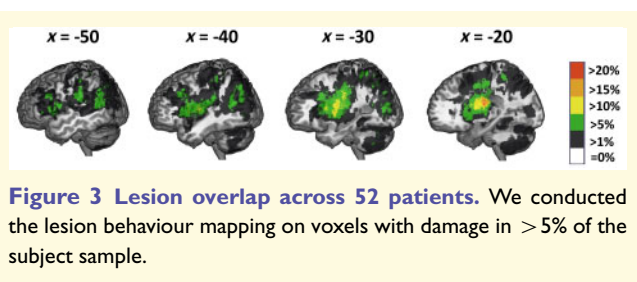 x = -50 x = -40 x = -30 x = -20
>20%
>15%
>10%
>5%
>1%
=0%
Figure 3 Lesion overlap across 52 patients. We conducted
the lesion behaviour mapping on voxels with damage in >5% of the
subject sample.